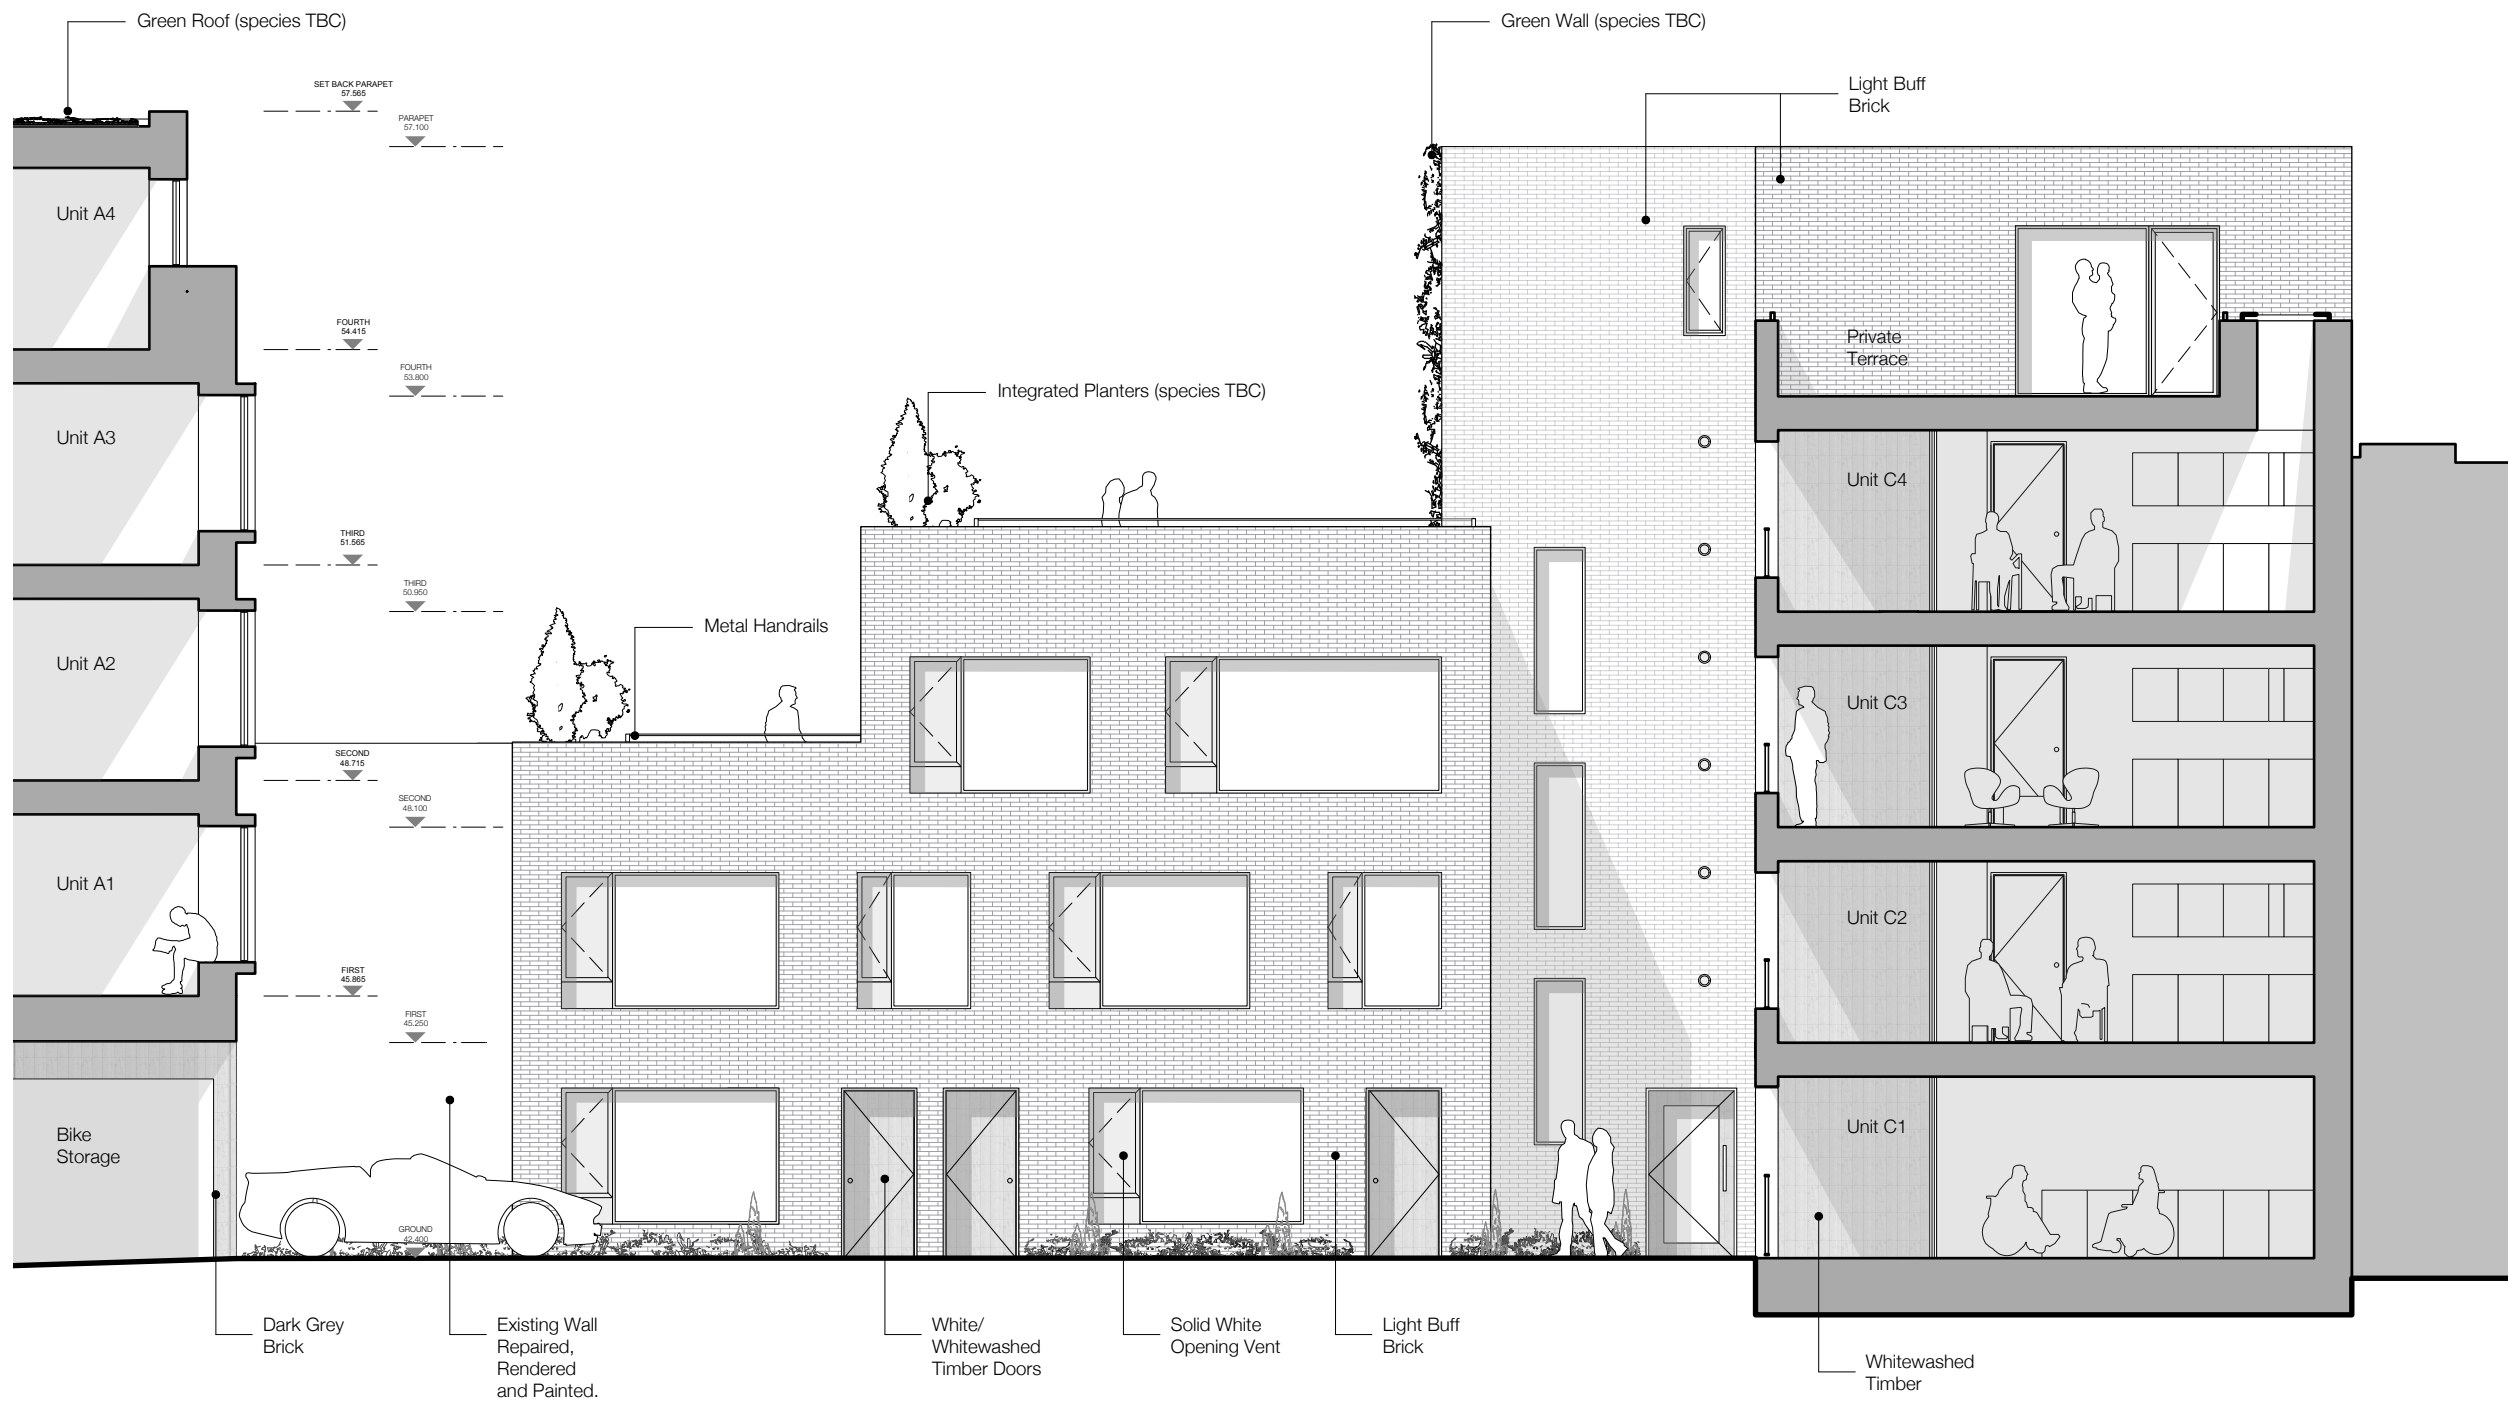 Green Roof (species TBC)
Green Wall (species TBC)
SET BACK PARAPET
57.565
Light Buff
Brick
PARAPET
57.100
Unit A4
FOURTH
54.415
Private
Terrace
FOURTH
53.800
Integrated Planters (species TBC)
Unit A3
Unit C4
THIRD
51.565
THIRD
50.950
Metal Handrails
Unit A2
Unit C3
SECOND
48.715
SECOND
48.100
Unit A1
Unit C2
FIRST
45.865
FIRST
45.250
Unit C1
Bike
Storage
GROUND
42.400
Dark Grey
Brick
Existing Wall
Repaired,
Rendered
and Painted.
White/
Whitewashed
Timber Doors
Solid White
Opening Vent
Light Buff
Brick
Whitewashed
Timber